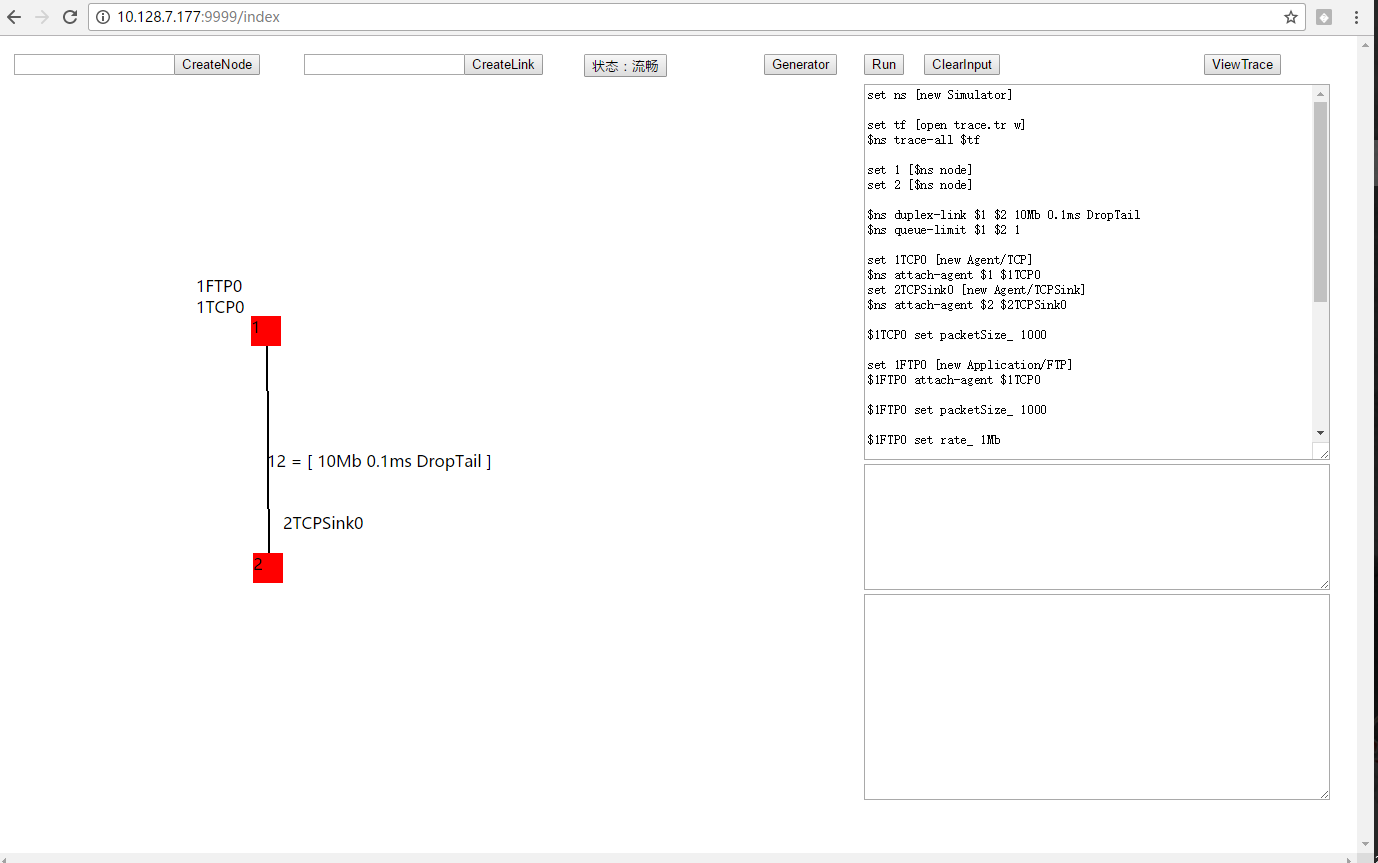 10.128.7.177:9999/index
CreateNode CreateLink 状态：流畅 Generator Run ClearInput ViewTrace
set ns [new Simulator]
set tf [open trace.tr w]
$ns trace-all $tf
set 1 [$ns node]
set 2 [$ns node]
$ns duplex-link $1 $2 10Mb 0.1ms DropTail
$ns queue-limit $1 $2 1
set 1TCP0 [new Agent/TCP]
$ns attach-agent $1 $1TCP0
set 2TCPSink0 [new Agent/TCPSink]
$ns attach-agent $2 $2TCPSink0
$1TCP0 set packetSize_ 1000
set 1FTP0 [new Application/FTP]
$1FTP0 attach-agent $1TCP0
$1FTP0 set packetSize_ 1000
$1FTP0 set rate_ 1Mb
1FTP0
1TCP0
1
12 = [ 10Mb 0.1ms DropTail ]
2TCPSink0
2